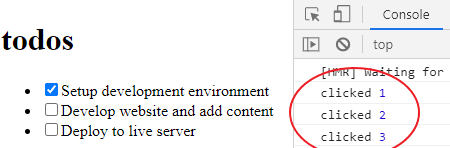 todos
Setup development environment
Develop website and add content
Deploy to live server
Console
top
[HMR] Waiting for
clicked 1
clicked 2
clicked 3